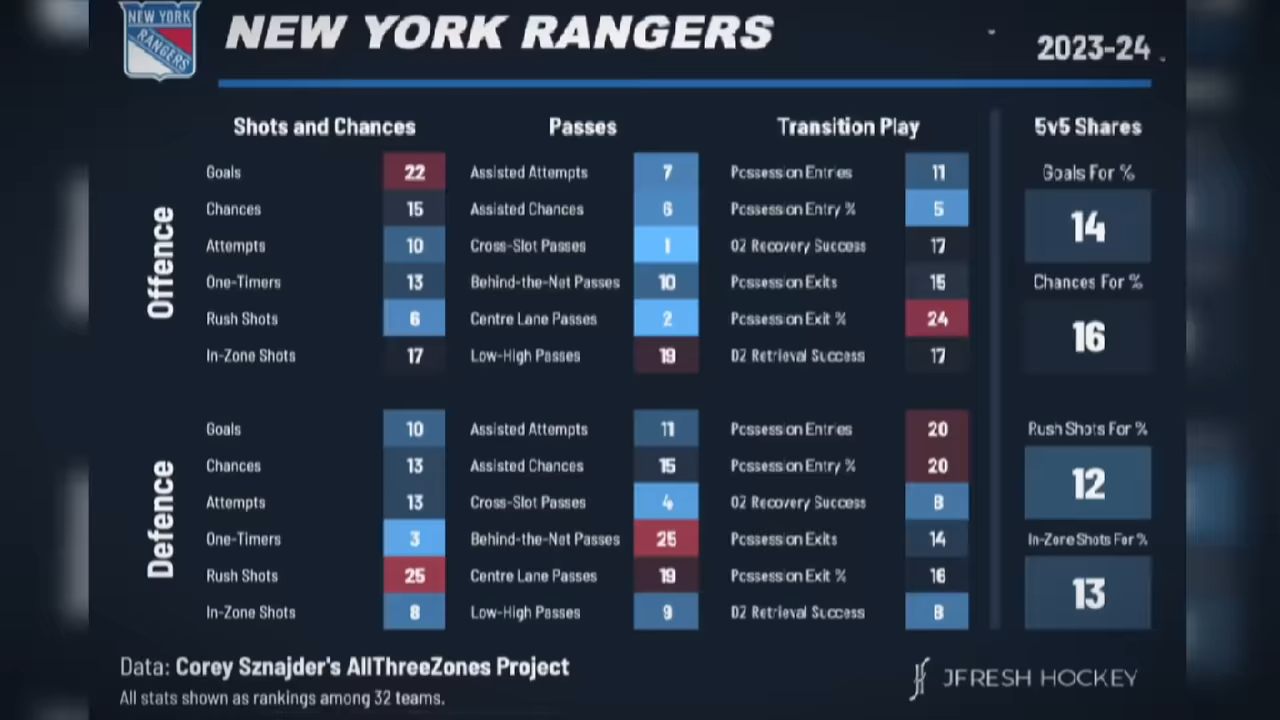 NEW YORK
RANGERS
NEW YORK RANGERS
2023-24
Shots and Chances Passes Transition Play 5v5 Shares
Offence
Goals 22 Assisted Attempts 7 Possession Entries 11 Goals For %
Chances 15 Assisted Chances 6 Possession Entry % 5 14
Attempts 10 Cross-Slot Passes 1 O2 Recovery Success 17
One-Timers 13 Behind-the-Net Passes 10 Possession Exits 15 Chances For %
Rush Shots 6 Centre Lane Passes 2 Possession Exit % 24 16
In-Zone Shots 17 Low-High Passes 19 D2 Retrieval Success 17
Defence
Goals 10 Assisted Attempts 11 Possession Entries 20 Rush Shots For %
Chances 13 Assisted Chances 15 Possession Entry % 20 12
Attempts 13 Cross-Slot Passes 4 O2 Recovery Success 8
One-Timers 3 Behind-the-Net Passes 25 Possession Exits 14 In-Zone Shots For %
Rush Shots 25 Centre Lane Passes 19 Possession Exit % 16 13
In-Zone Shots 8 Low-High Passes 9 D2 Retrieval Success 8
Data: Corey Sznajder's AllThreeZones Project
JFRESH HOCKEY
All stats shown as rankings among 32 teams.